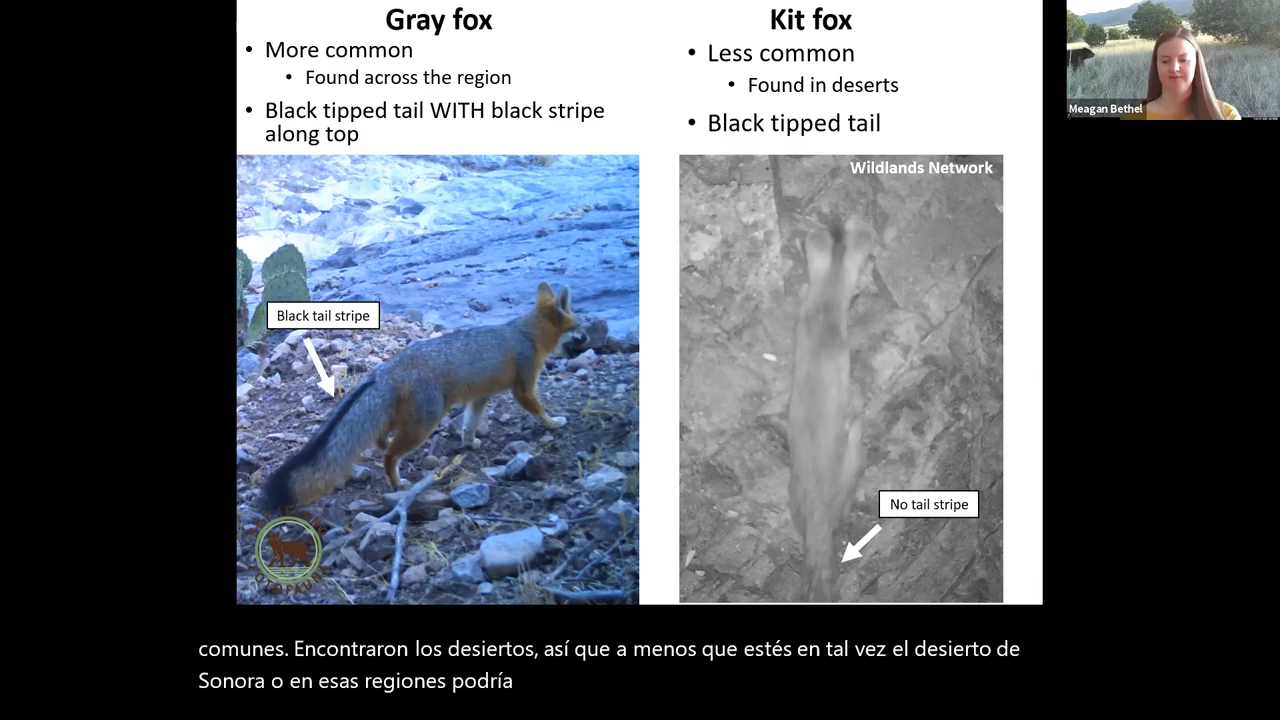 Gray fox
• More common
• Found across the region
• Black tipped tail WITH black stripe
along top
Black tail stripe
Kit fox
• Less common
• Found in deserts
• Black tipped tail
Wildlands Network
No tail stripe
Meagan Bethel
comunes. Encontraron los desiertos, así que a menos que estés en tal vez el desierto de
Sonora o en esas regiones podría